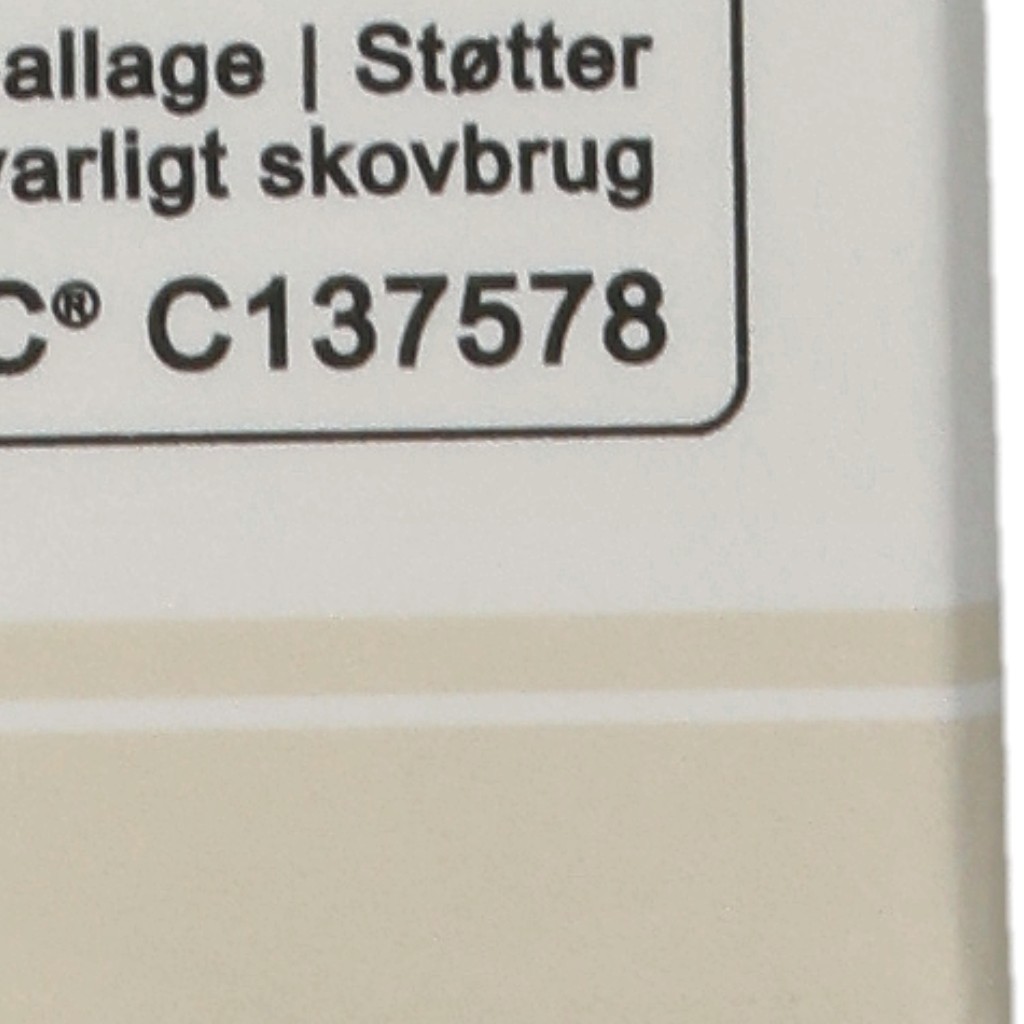 allage | Støtter
varligt skovbrug
C® C137578